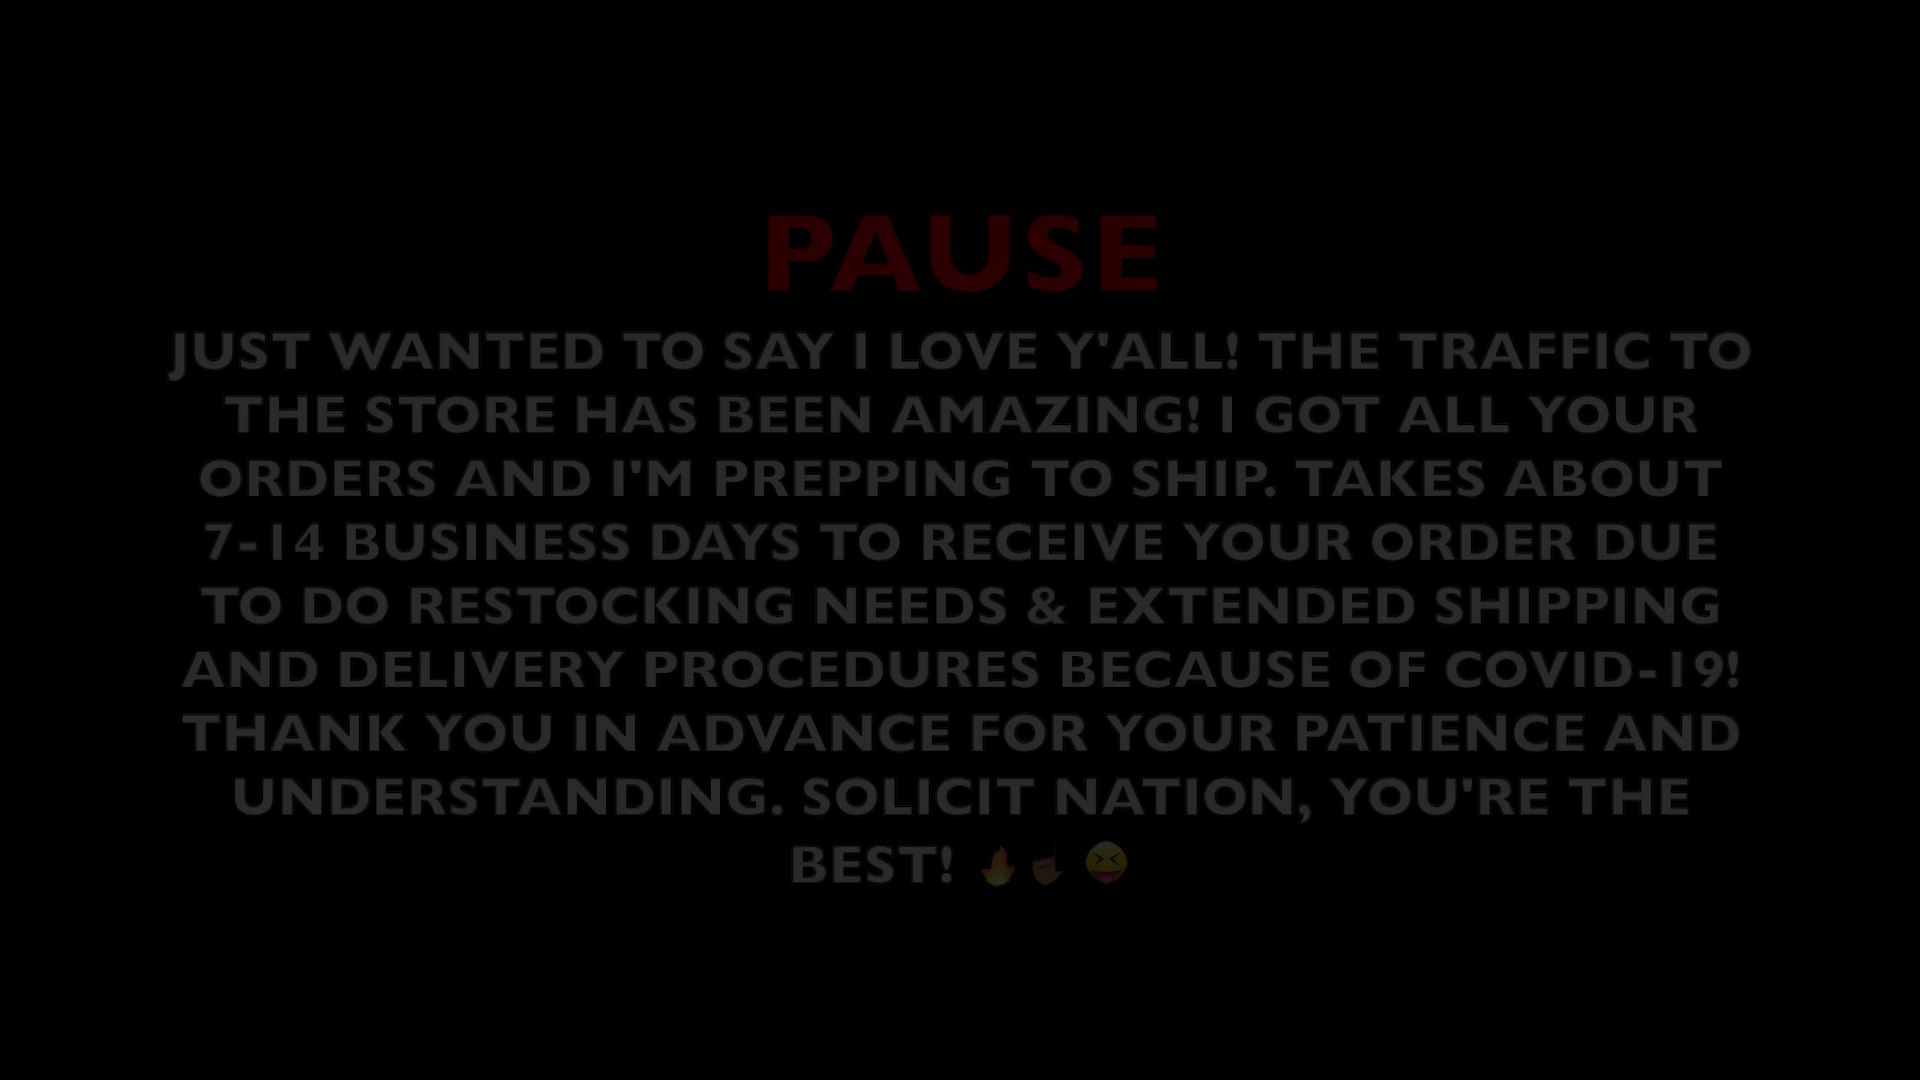 PAUSE
JUST WANTED TO SAY I LOVE Y'ALL! THE TRAFFIC TO
THE STORE HAS BEEN AMAZING! I GOT ALL YOUR
ORDERS AND I'M PREPPING TO SHIP. TAKES ABOUT
7-14 BUSINESS DAYS TO RECEIVE YOUR ORDER DUE
TO DO RESTOCKING NEEDS & EXTENDED SHIPPING
AND DELIVERY PROCEDURES BECAUSE OF COVID-19!
THANK YOU IN ADVANCE FOR YOUR PATIENCE AND
UNDERSTANDING. SOLICIT NATION, YOU'RE THE
BEST! 🔥☝🏾😝